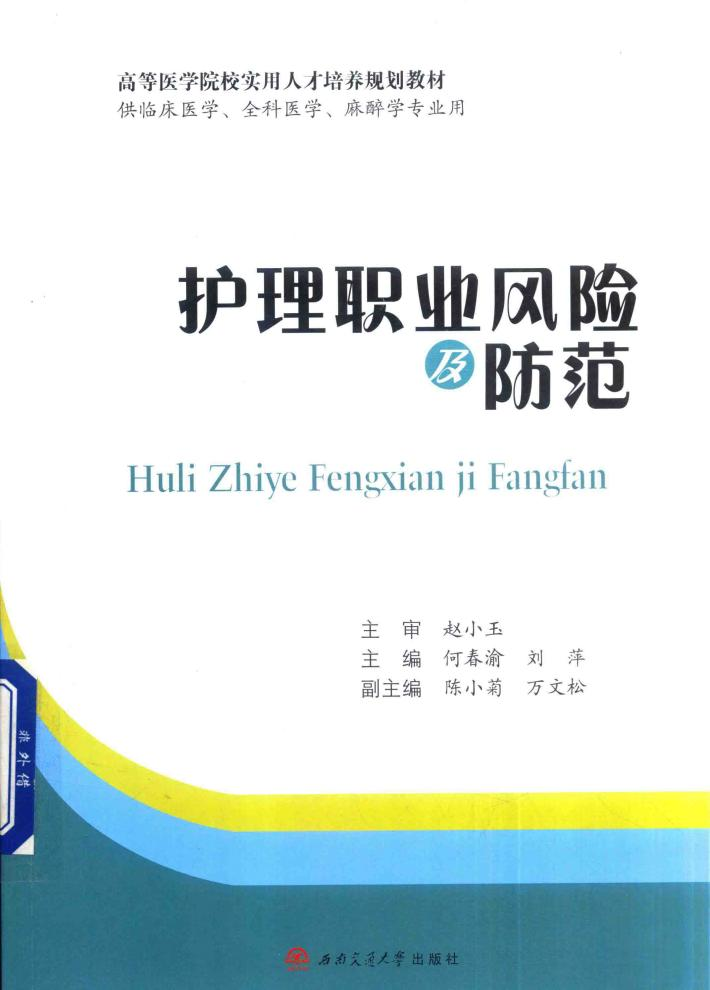 高等医学院校实用人才培养规划教材
供临床医学、全科医学、麻醉学专业用
护理职业风险
及防范
Huli Zhiye Fengxian ji Fangfan
主 审 赵小玉
主 编 何春渝 刘 萍
副主编 陈小菊 万文松
非外借
西南交通大学出版社